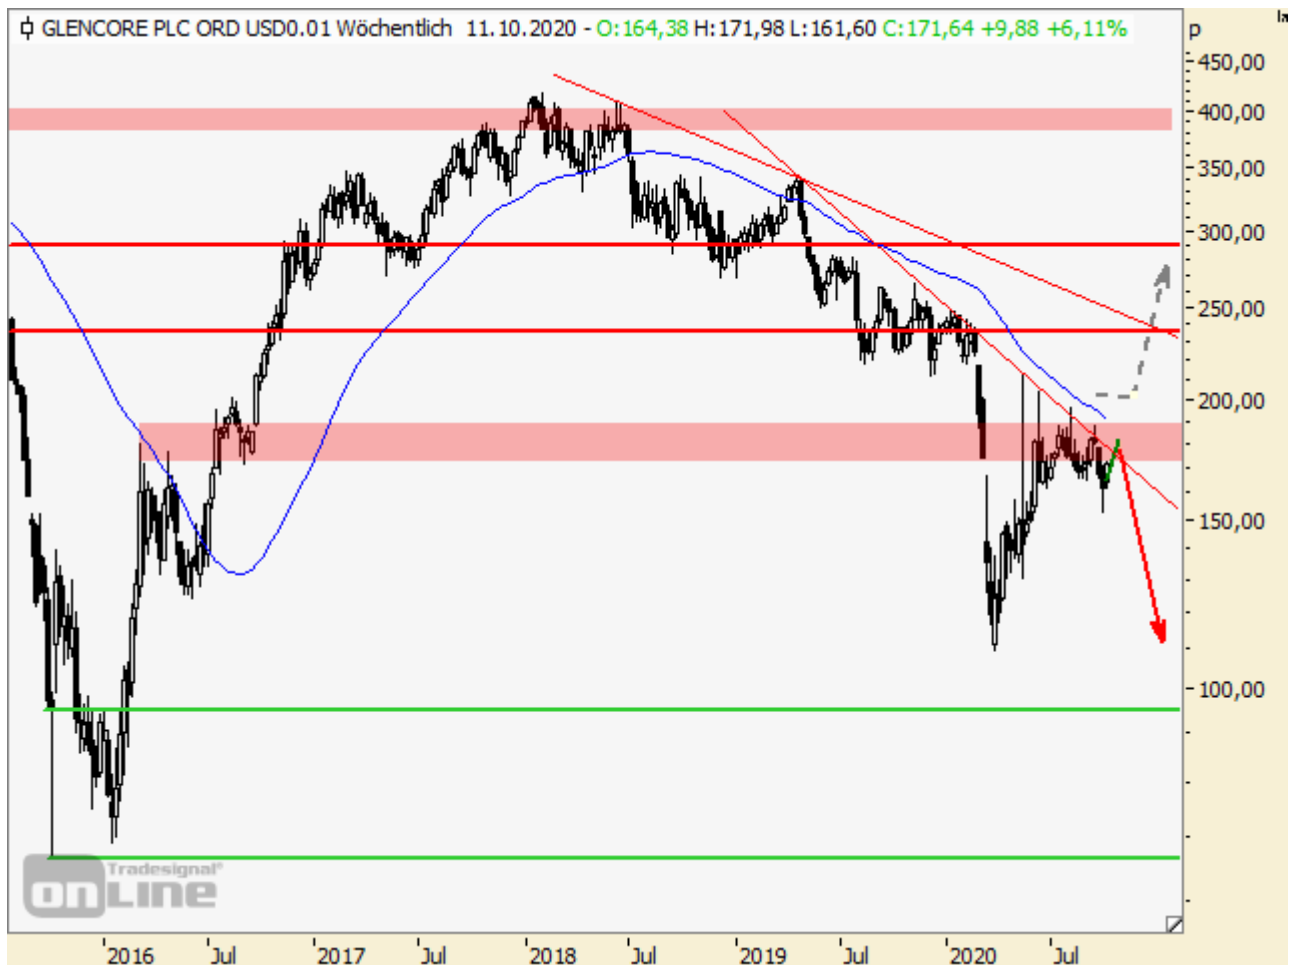 GLENCORE PLC ORD USD0.01 Wöchentlich 11.10.2020 - O:164,38 H:171,98 L:161,60 C:171,64 +9,88 +6,11%
p
450,00
400,00
350,00
300,00
250,00
200,00
150,00
100,00
Tradesignal®
onLine
2016 Jul 2017 Jul 2018 Jul 2019 Jul 2020 Jul